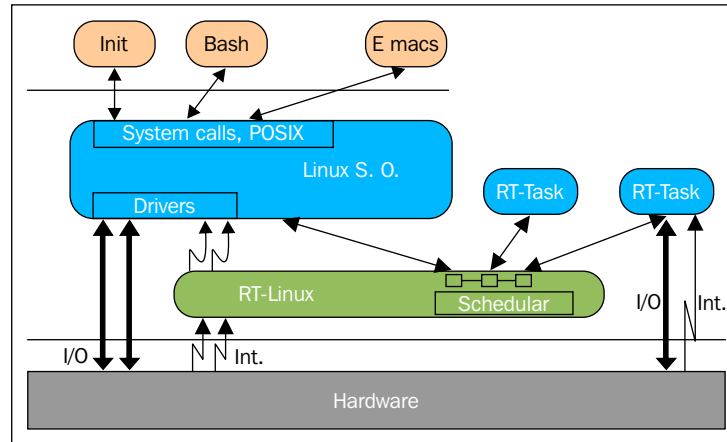 Init
Bash
E macs
System calls, POSIX
Linux S. O.
Drivers
RT-Task
RT-Task
RT-Linux
Schedular
I/O
Int.
I/O
Int.
Hardware